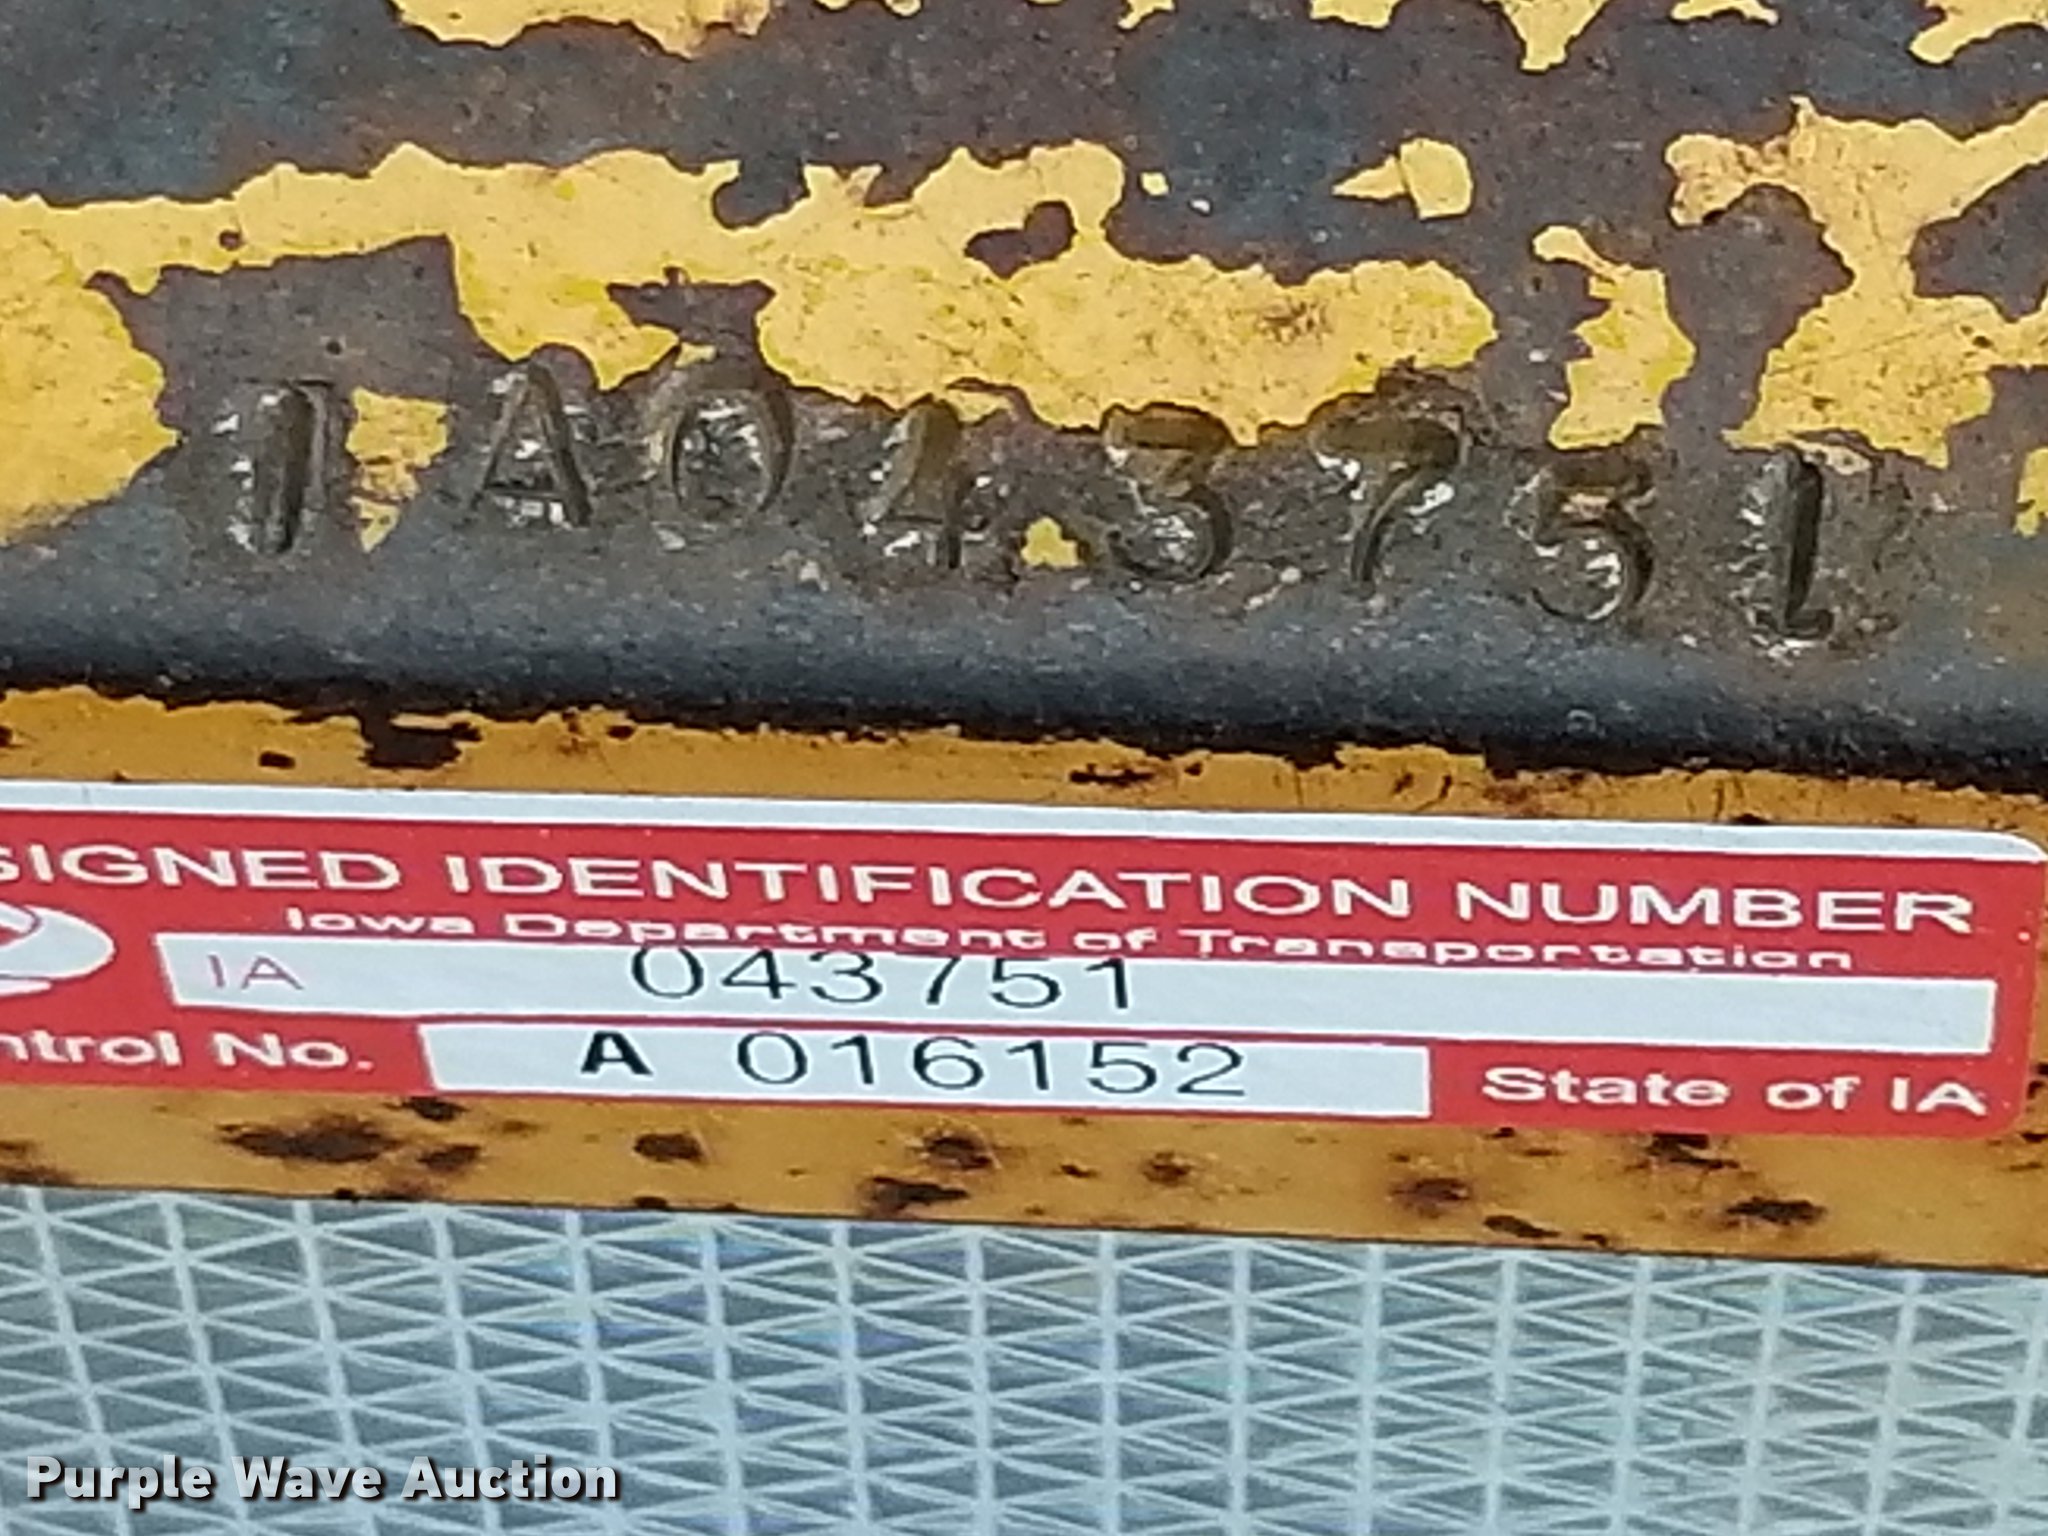 IA043751
SIGNED IDENTIFICATION NUMBER
Iowa Department of Transportation
IA 043751
ntrol No. A 016152 State of IA
Purple Wave Auction